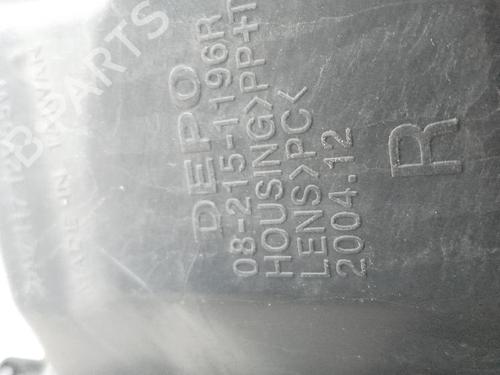 DEPO
08-215-1196R
HOUSING>PP+T
LENS>PC<
2004.12
R
MADE IN TAIWAN
PARTS